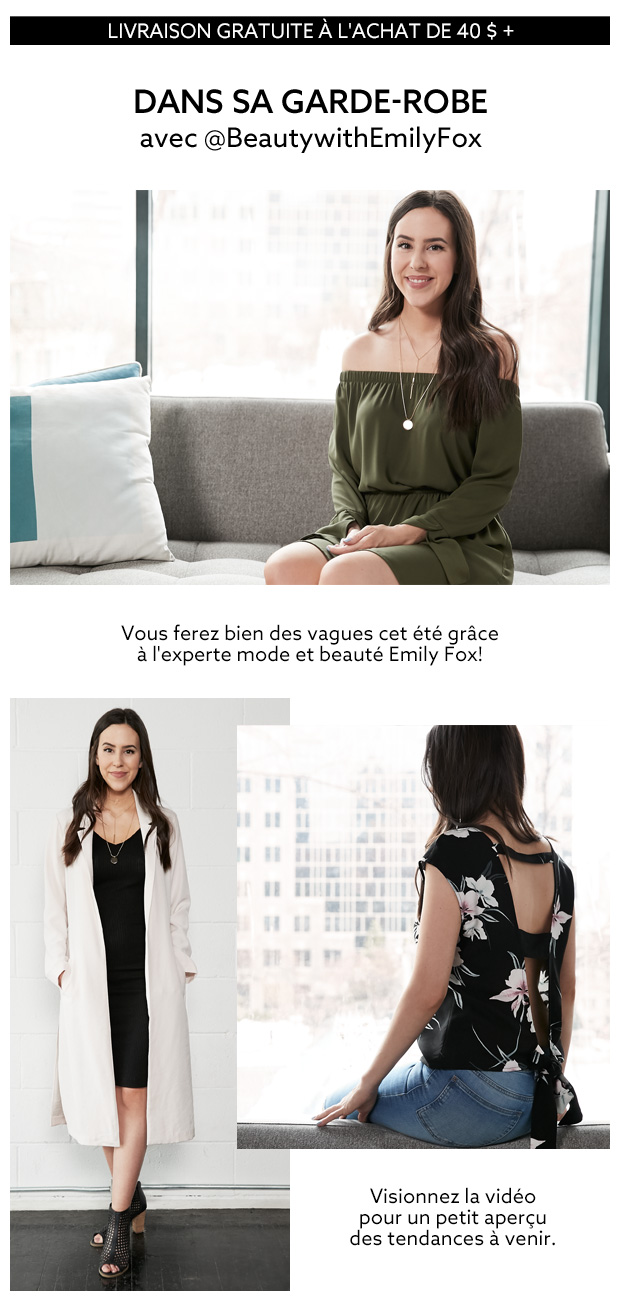 LIVRAISON GRATUITE À L'ACHAT DE 40 $ +
DANS SA GARDE-ROBE
avec @BeautywithEmilyFox
Vous ferez bien des vagues cet été grâce
à l'experte mode et beauté Emily Fox!
Visionnez la vidéo
pour un petit aperçu
des tendances à venir.